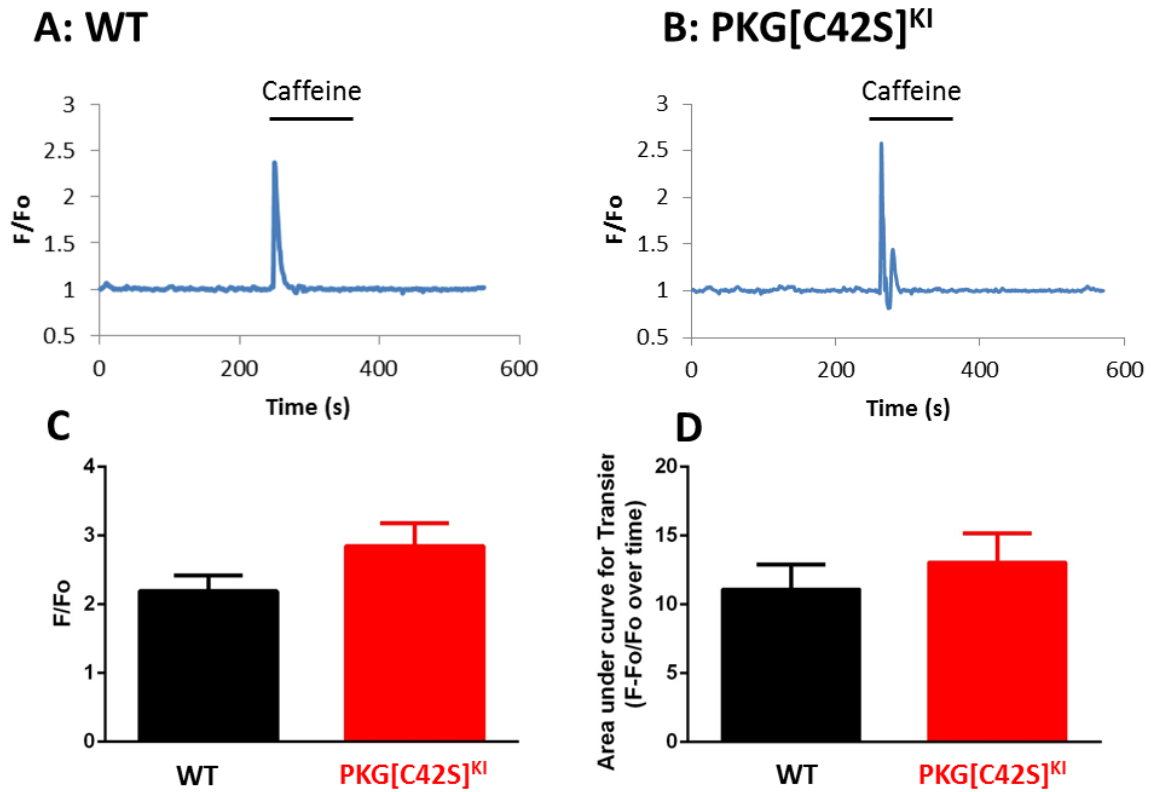 A: WT
B: PKG[C42S]KI
Caffeine
3
2.5
2
1.5
1
0.5
F/Fo
0
200
400
600
Time (s)
Caffeine
3
2.5
2
1.5
1
0.5
F/Fo
0
200
400
600
Time (s)
C
4
3
2
1
0
F/Fo
WT
PKG[C42S]KI
D
20
15
10
5
0
Area under curve for Transier
(F-Fo/Fo over time)
WT
PKG[C42S]KI